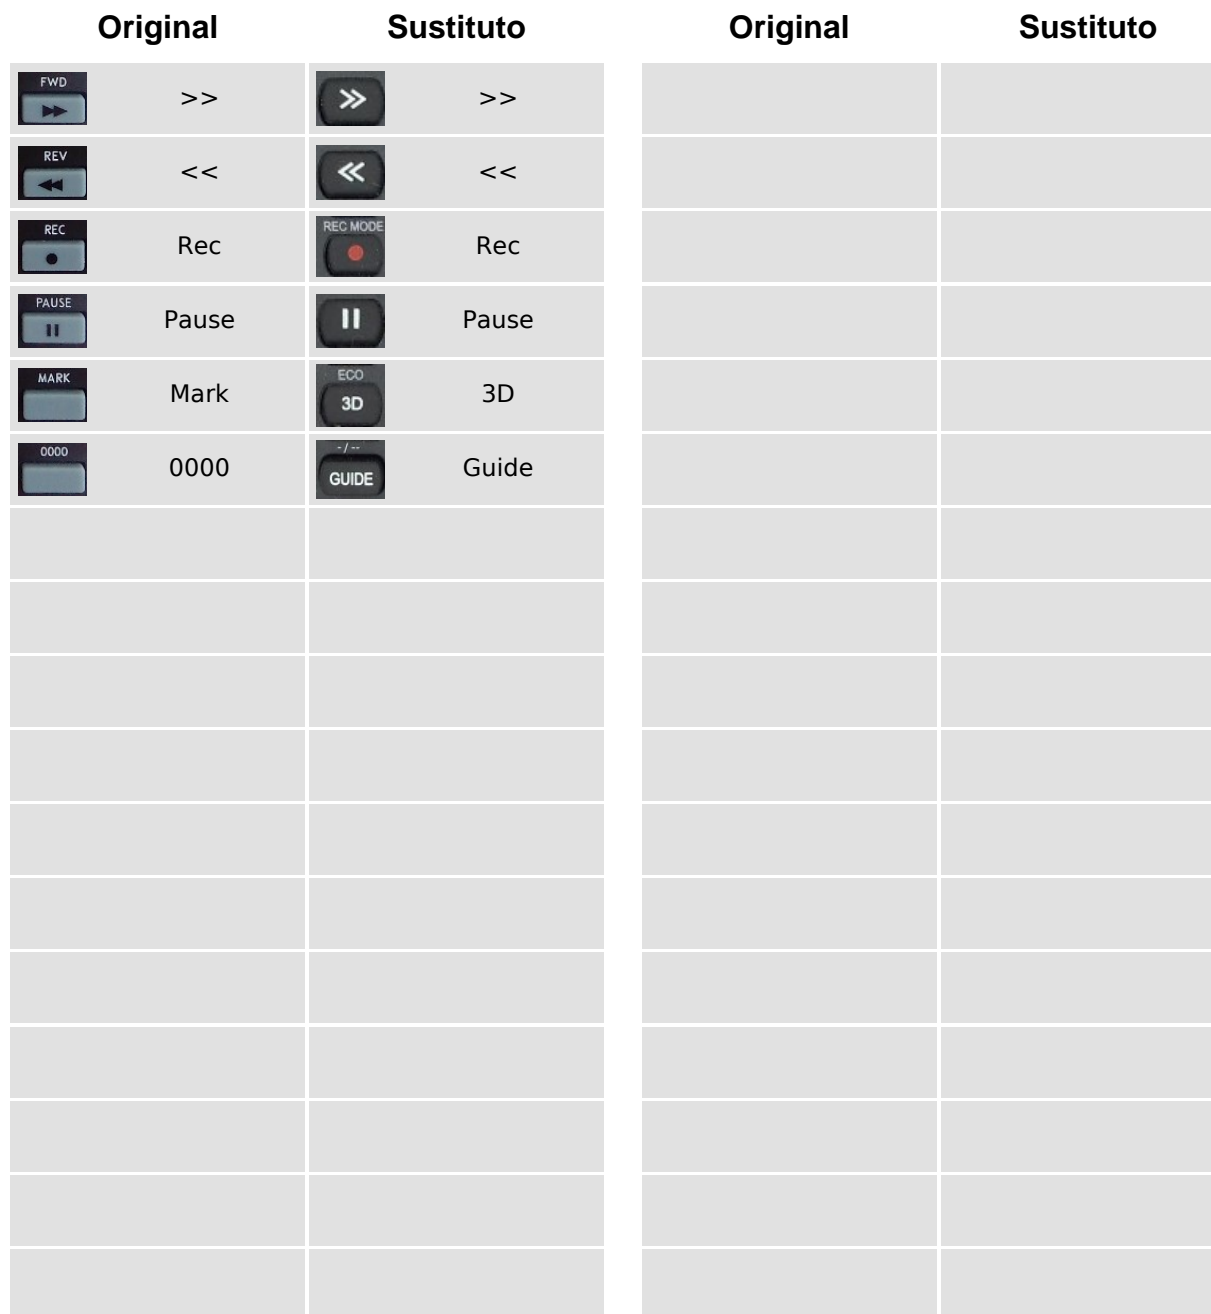 Original Sustituto Original Sustituto
FWD >> >>
REV << <<
REC Rec REC MODE Rec
PAUSE Pause Pause
MARK Mark ECO 3D 3D
0000 0000 -/-- GUIDE Guide